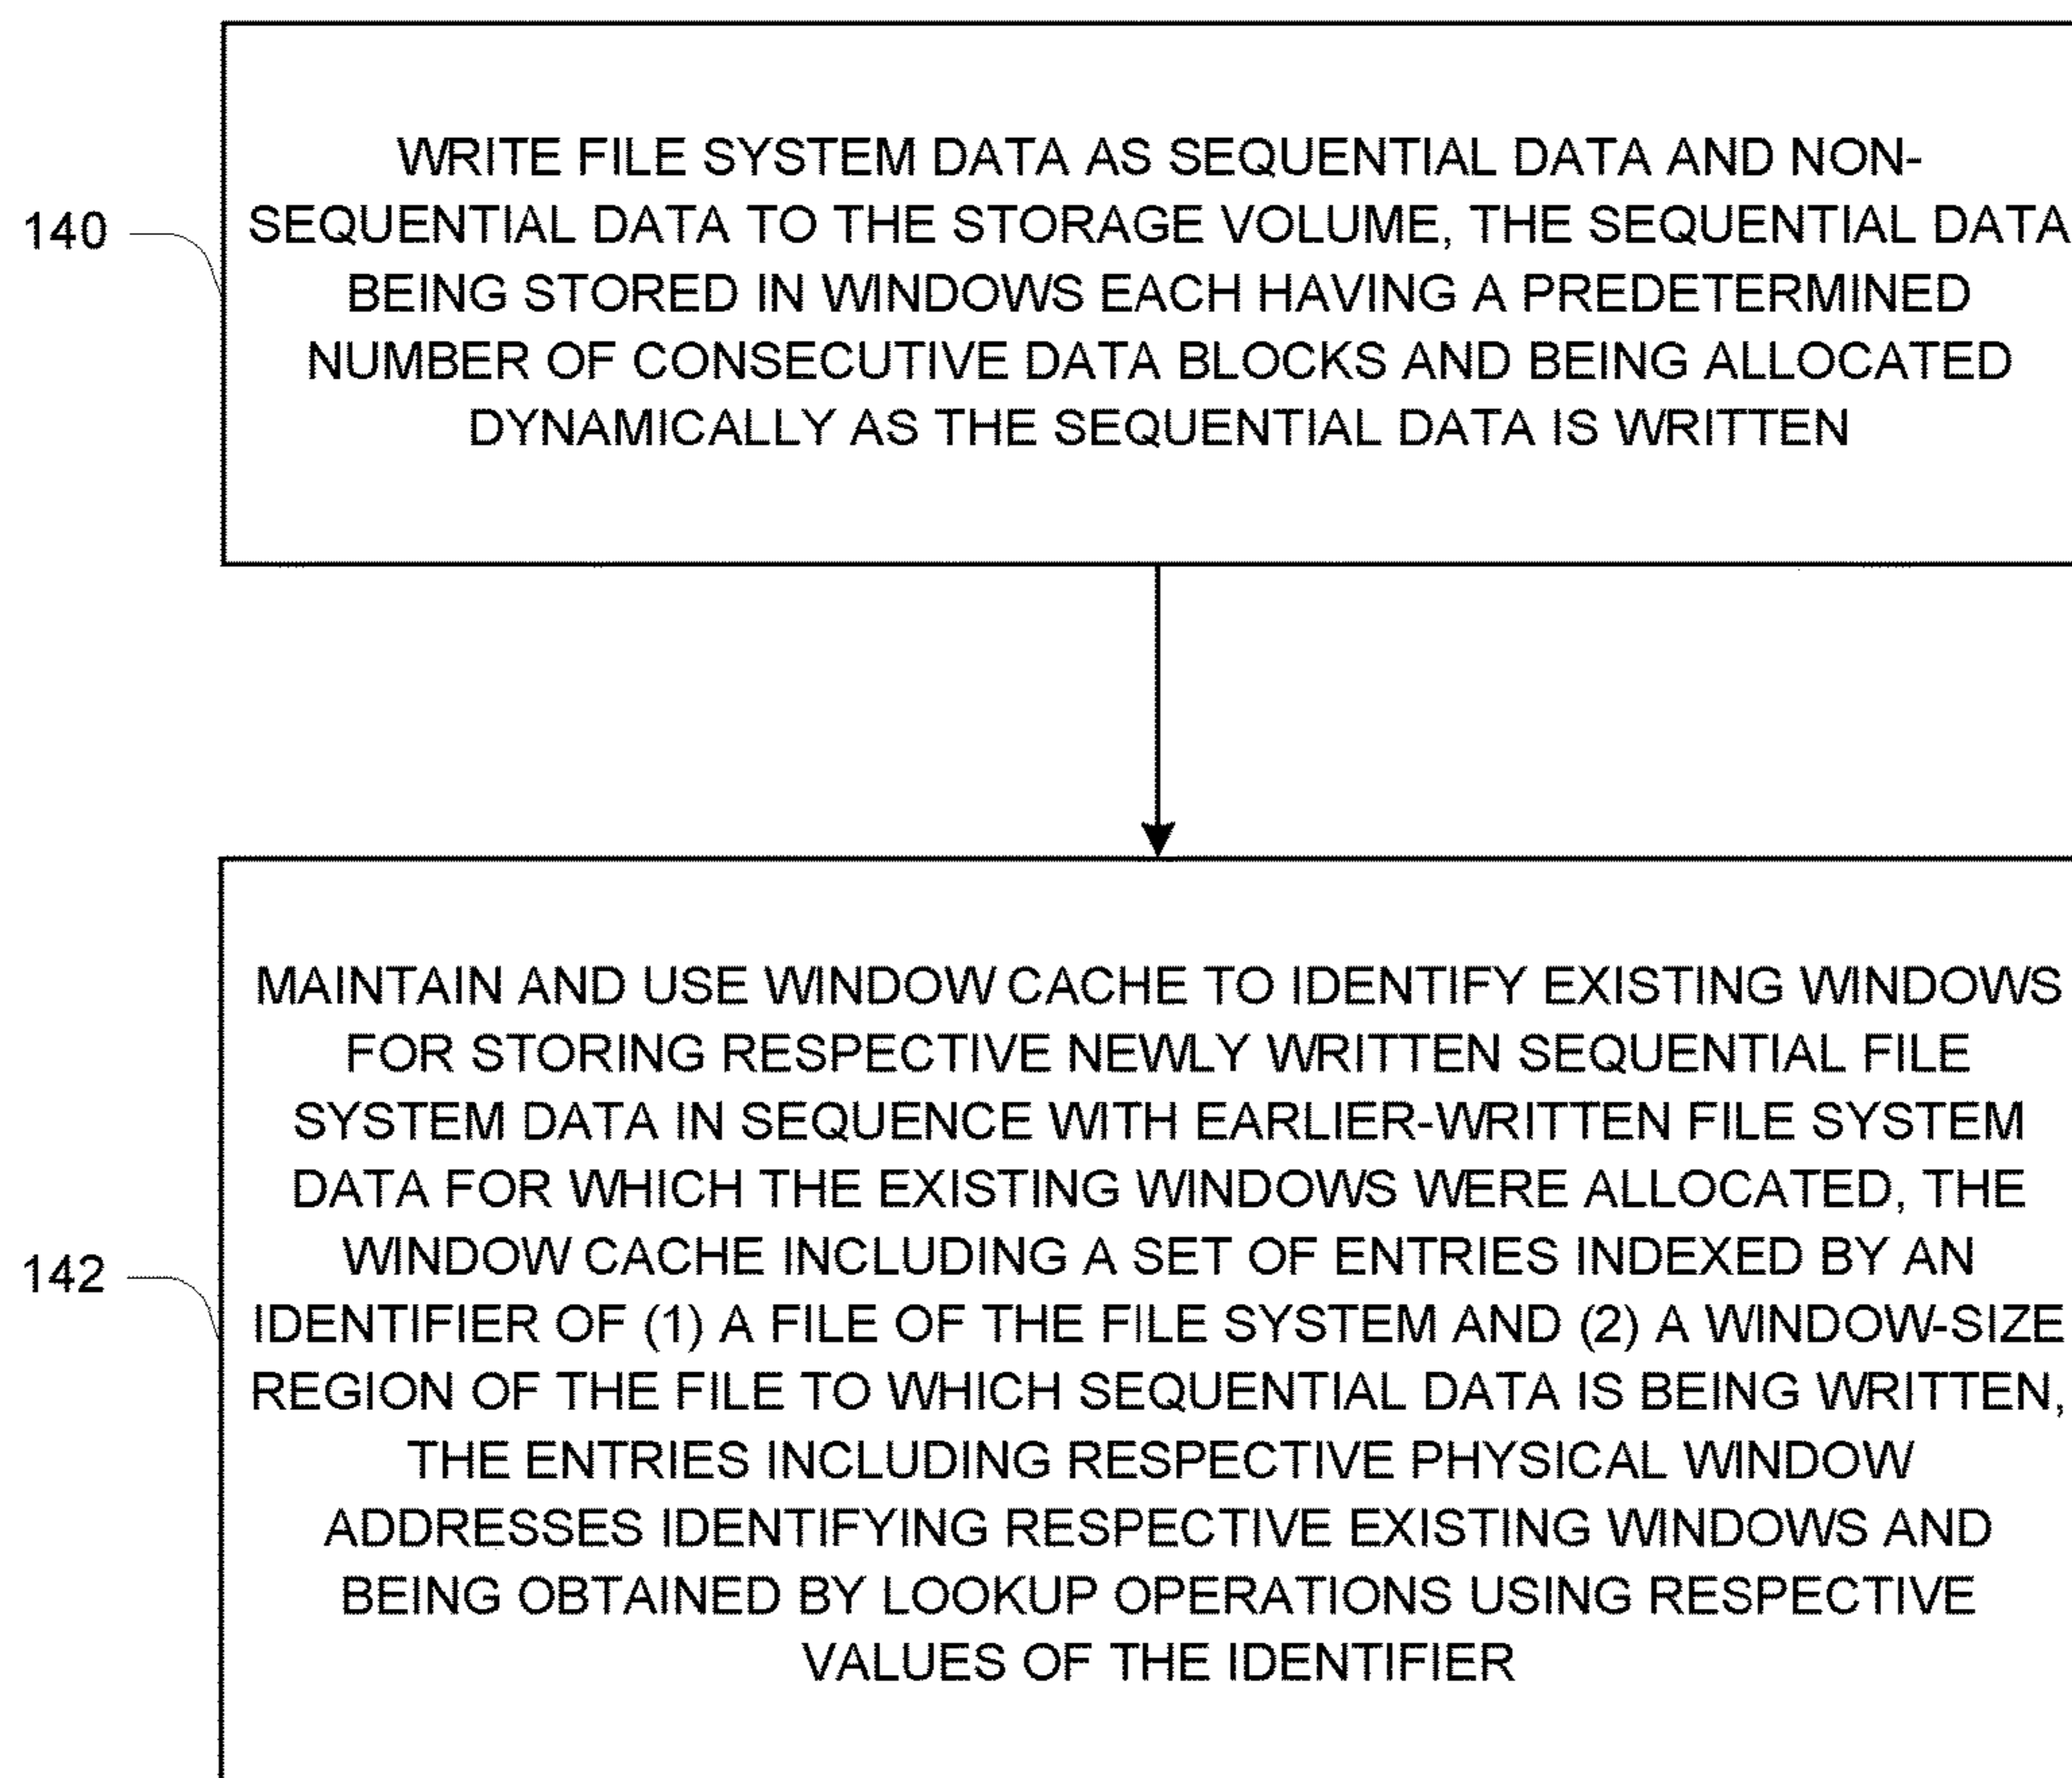 WRITE FILE SYSTEM DATA AS SEQUENTIAL DATA AND NON-
140
SEQUENTIAL DATA TO THE STORAGE VOLUME, THE SEQUENTIAL DATA
BEING STORED IN WINDOWS EACH HAVING A PREDETERMINED
NUMBER OF CONSECUTIVE DATA BLOCKS AND BEING ALLOCATED
DYNAMICALLY AS THE SEQUENTIAL DATA IS WRITTEN
MAINTAIN AND USE WINDOW CACHE TO IDENTIFY EXISTING WINDOWS
FOR STORING RESPECTIVE NEWLY WRITTEN SEQUENTIAL FILE
SYSTEM DATA IN SEQUENCE WITH EARLIER-WRITTEN FILE SYSTEM
DATA FOR WHICH THE EXISTING WINDOWS WERE ALLOCATED, THE
WINDOW CACHE INCLUDING A SET OF ENTRIES INDEXED BY AN
142
IDENTIFIER OF (1) A FILE OF THE FILE SYSTEM AND (2) A WINDOW-SIZE
REGION OF THE FILE TO WHICH SEQUENTIAL DATA IS BEING WRITTEN,
THE ENTRIES INCLUDING RESPECTIVE PHYSICAL WINDOW
ADDRESSES IDENTIFYING RESPECTIVE EXISTING WINDOWS AND
BEING OBTAINED BY LOOKUP OPERATIONS USING RESPECTIVE
VALUES OF THE IDENTIFIER